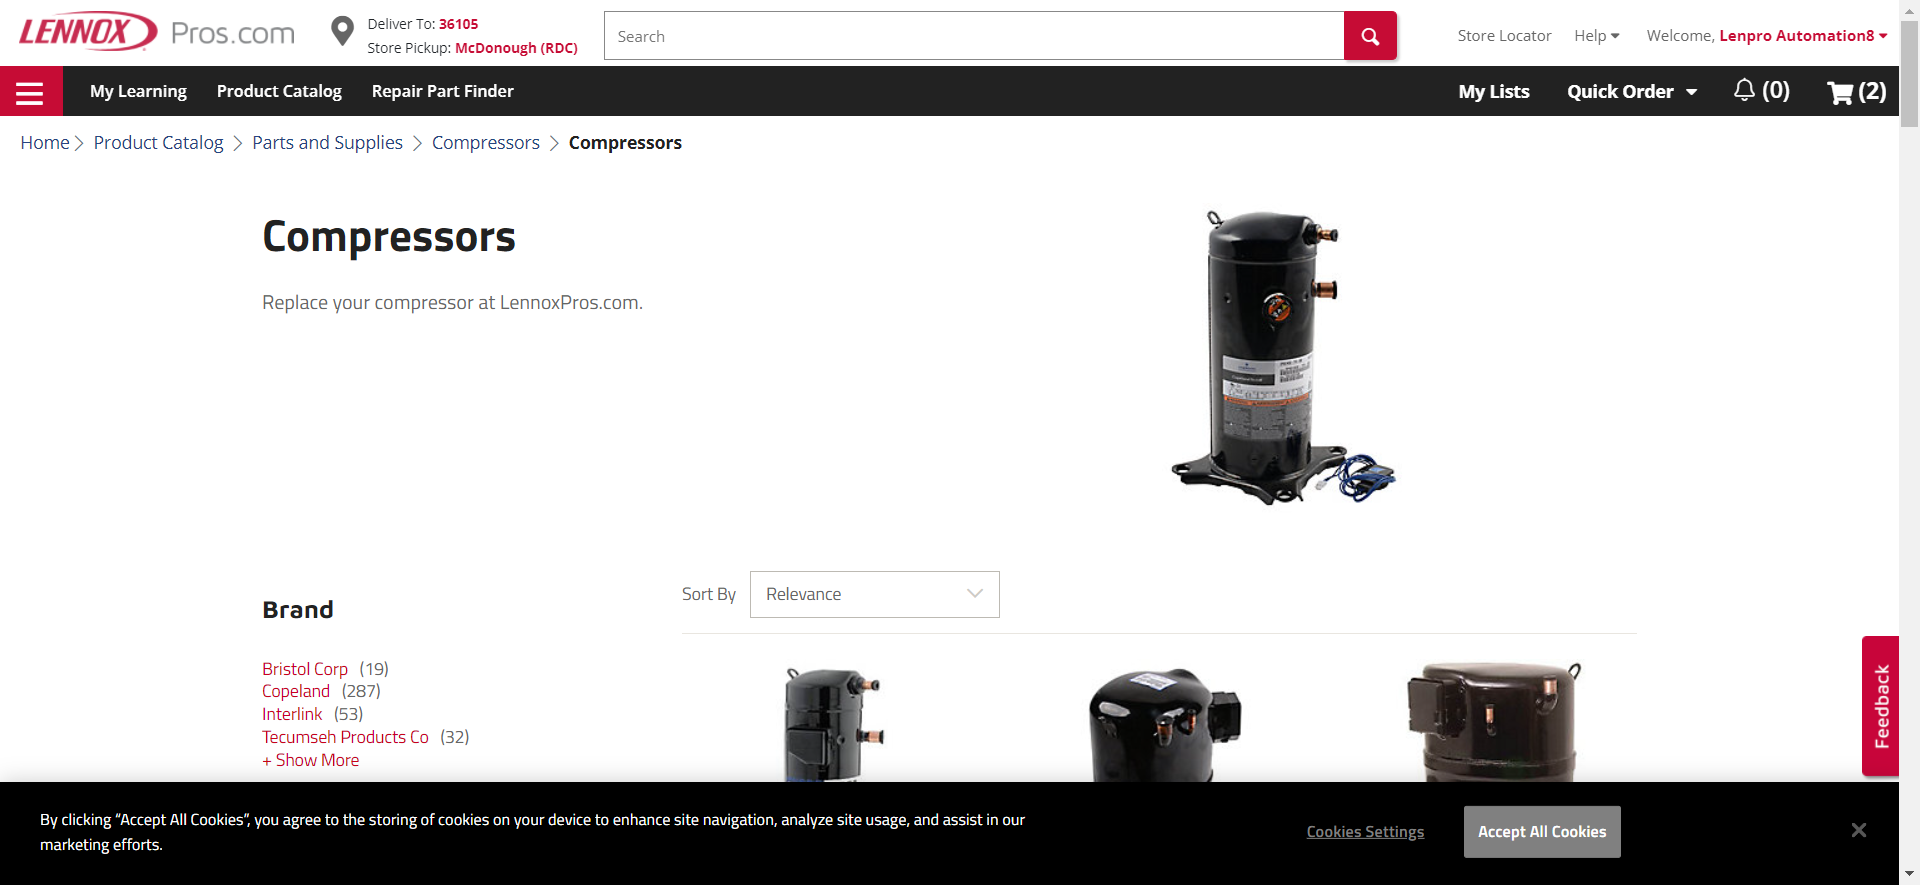 LENNOX Pros.com
Deliver To: 36105
Store Pickup: McDonough (RDC)
Search
Store Locator
Help
Welcome, Lenpro Automation8
My Learning
Product Catalog
Repair Part Finder
My Lists
Quick Order
(0)
(2)
Home > Product Catalog > Parts and Supplies > Compressors > Compressors
Compressors
Replace your compressor at LennoxPros.com.
Sort By
Relevance
Brand
Bristol Corp (19)
Copeland (287)
Interlink (53)
Tecumseh Products Co (32)
+ Show More
Feedback
By clicking “Accept All Cookies”, you agree to the storing of cookies on your device to enhance site navigation, analyze site usage, and assist in our
marketing efforts.
Cookies Settings
Accept All Cookies